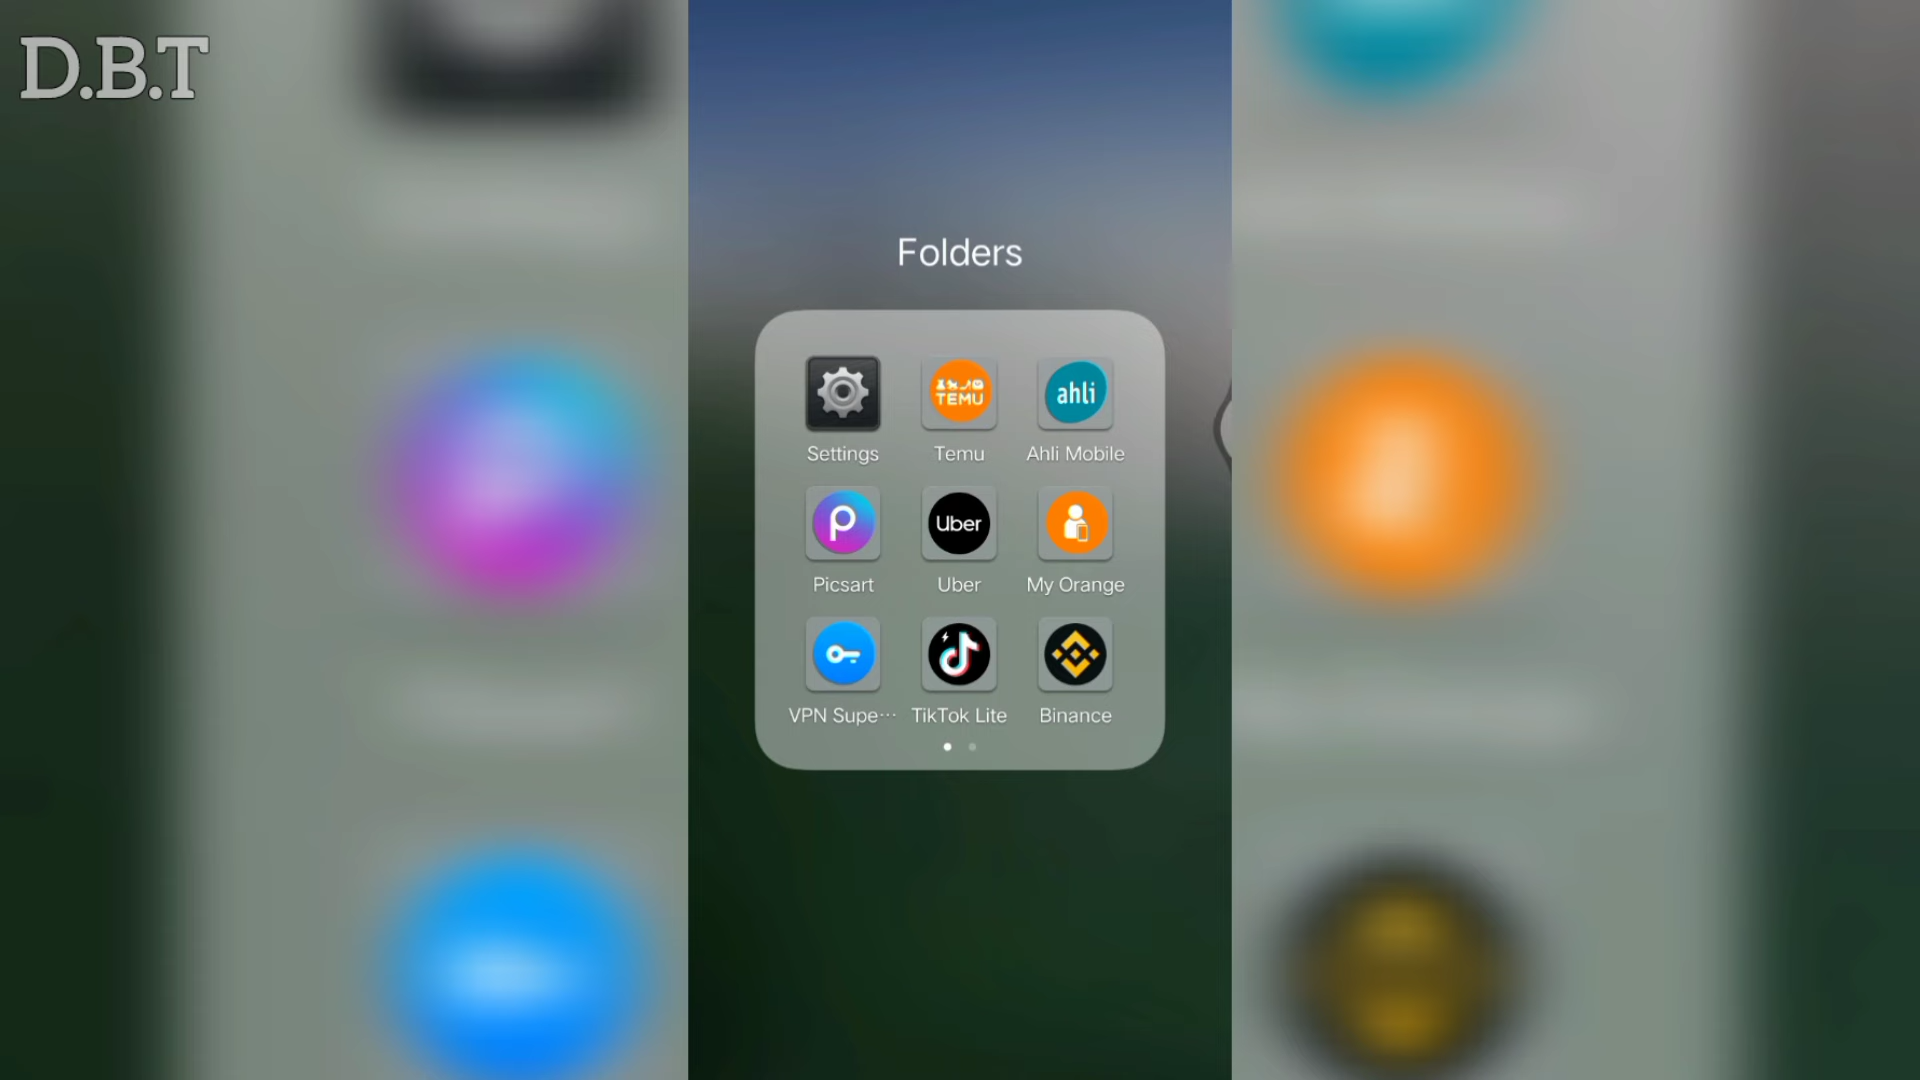 D.B.T
Folders
TEMU
ahli
Settings
Temu
Ahli Mobile
Uber
Picsart
Uber
My Orange
VPN Supe···
TikTok Lite
Binance